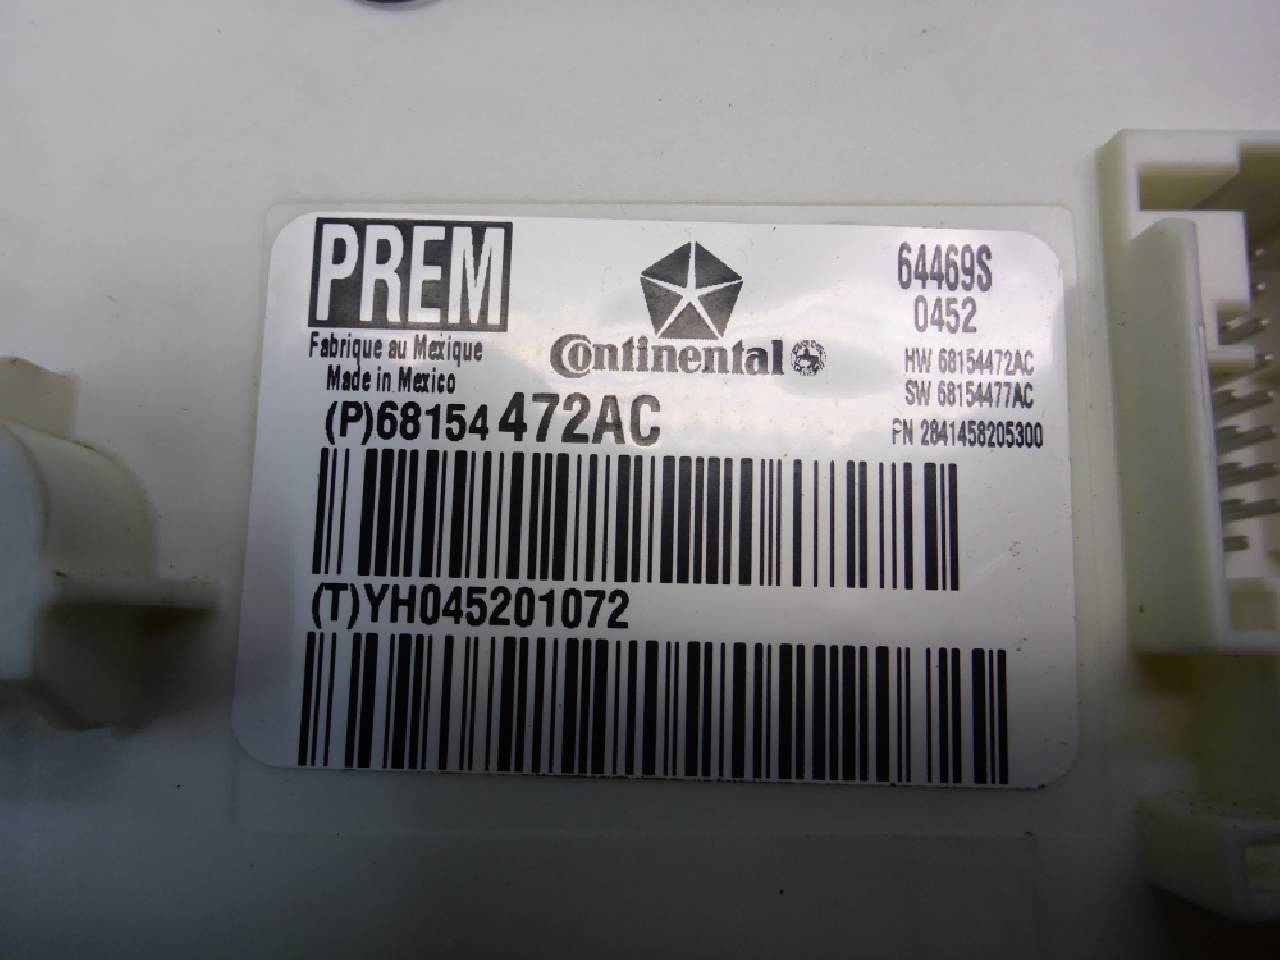 PREM
Fabrique au Mexique
Made in Mexico
Continental
64469S
0452
HW 68154472AC
SW 68154477AC
PN 2841458205300
(P)68154472AC
(T)YH045201072